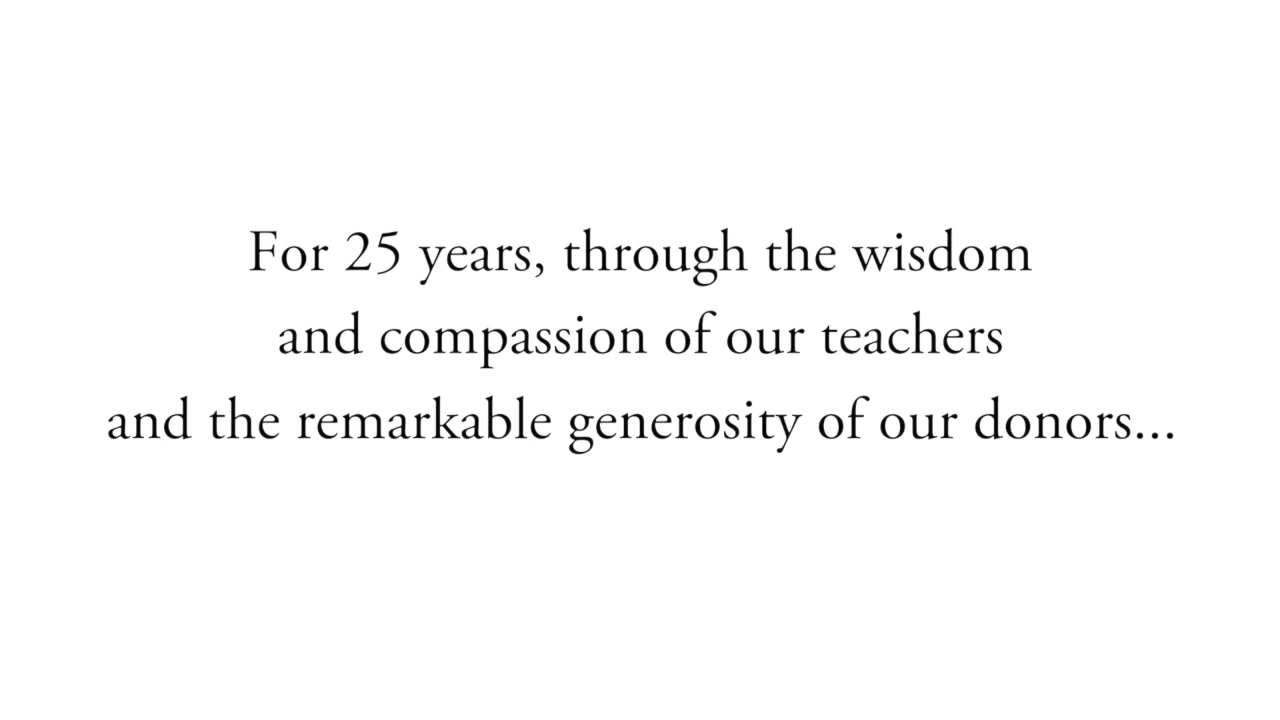 For 25 years, through the wisdom
and compassion of our teachers
and the remarkable generosity of our donors...